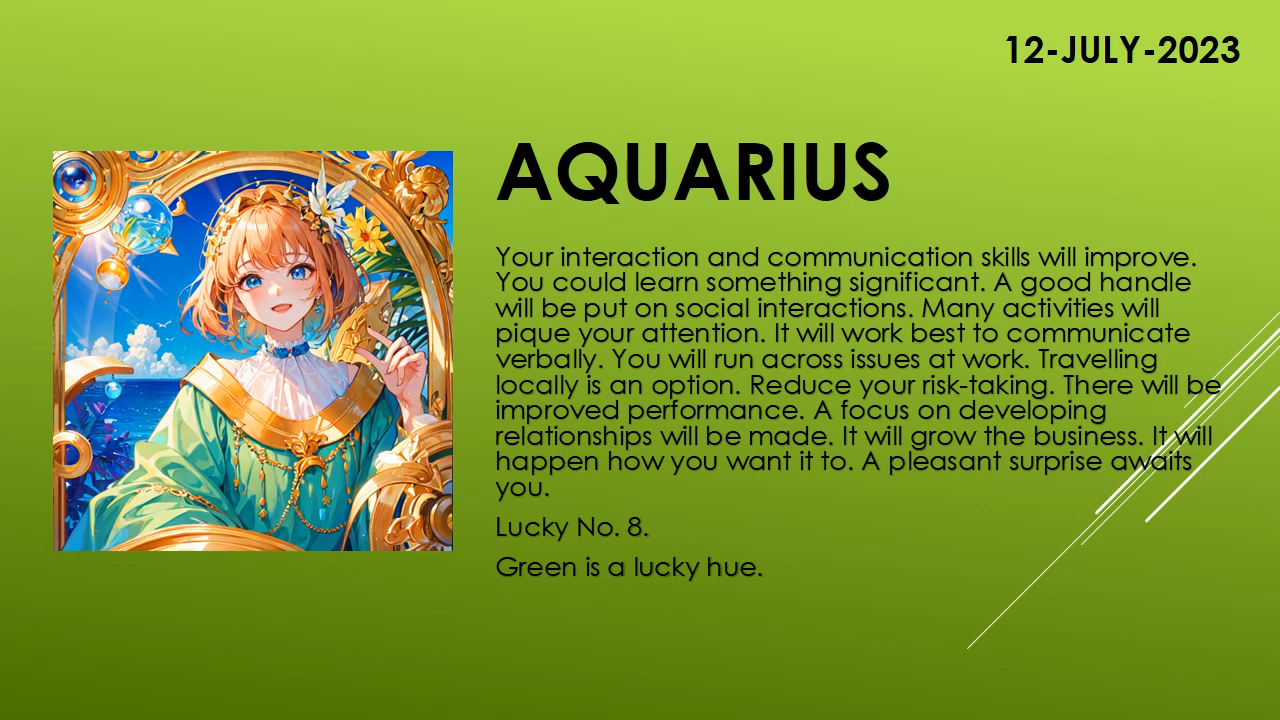 12-JULY-2023
AQUARIUS
Your interaction and communication skills will improve.
You could learn something significant. A good handle
will be put on social interactions. Many activities will
pique your attention. It will work best to communicate
verbally. You will run across issues at work. Travelling
locally is an option. Reduce your risk-taking. There will be
improved performance. A focus on developing
relationships will be made. It will grow the business. It will
happen how you want it to. A pleasant surprise awaits
you.
Lucky No. 8.
Green is a lucky hue.